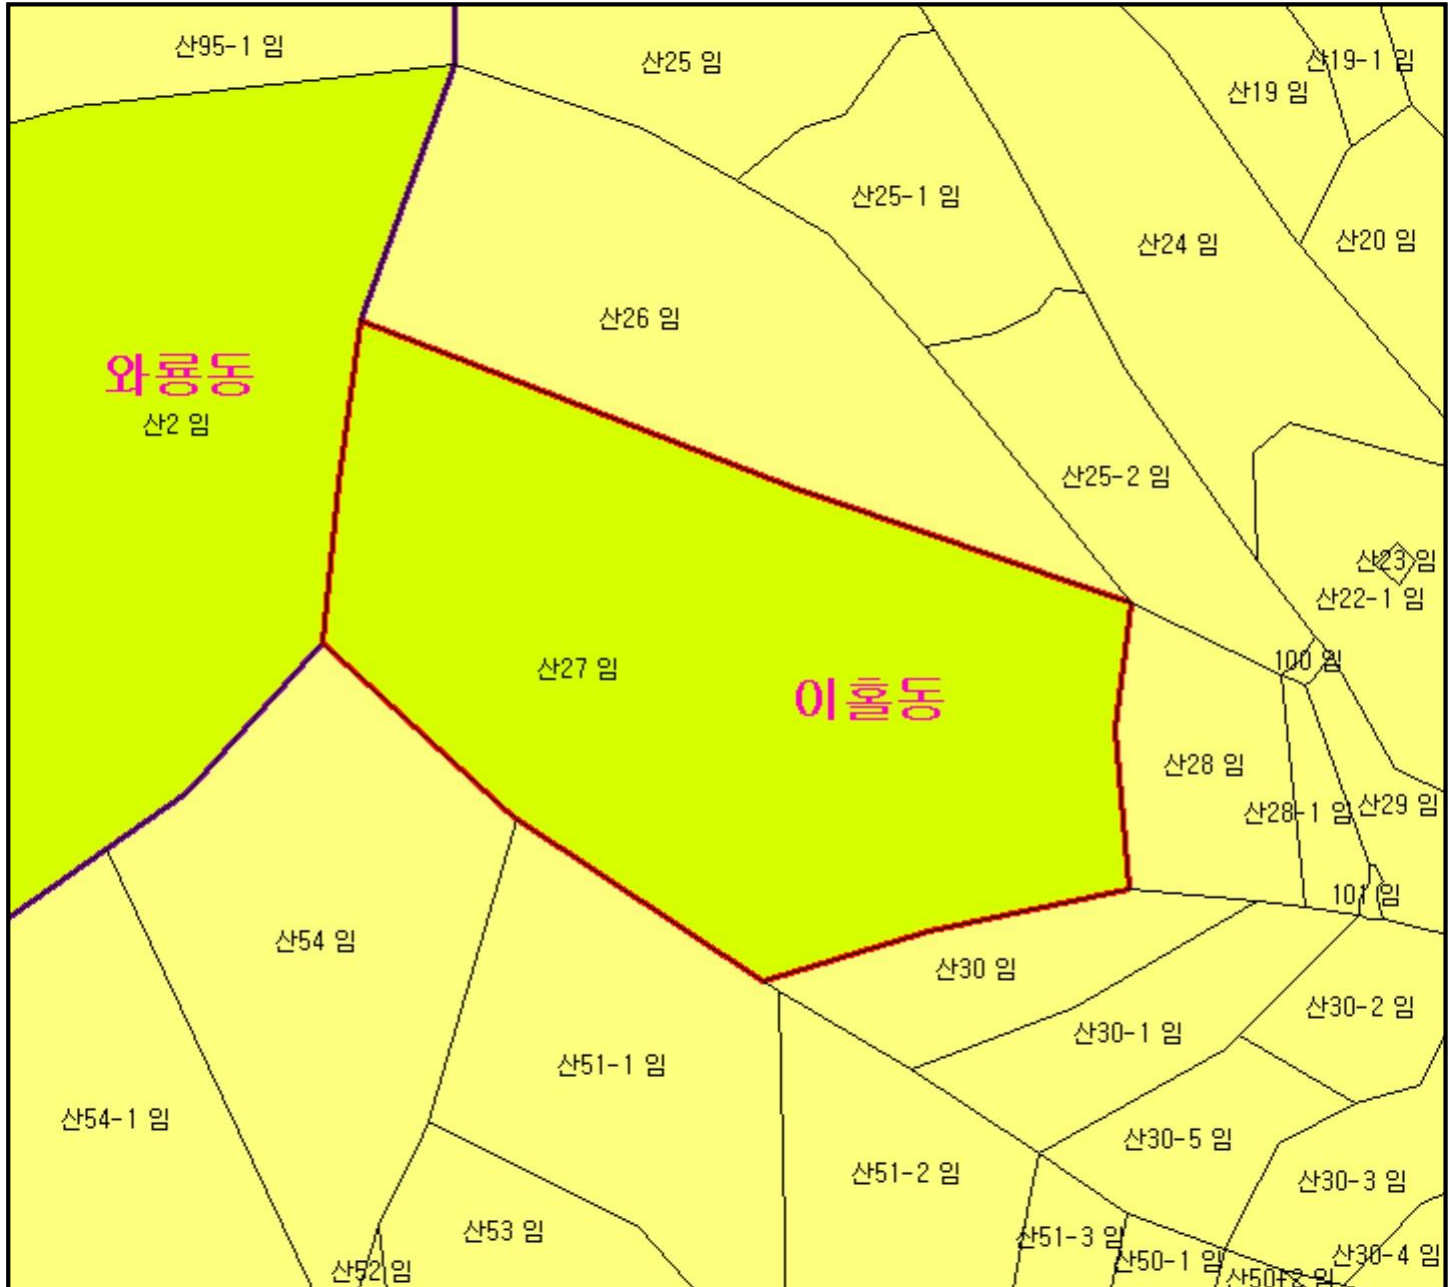 산95-1 임
산25 임
산19-1 임
산19 임
산25-1 임
산24 임
산20 임
산26 임
와룡동
산2 임
산25-2 임
산23 임
산22-1 임
산27 임
100 임
이홀동
산28 임
산28-1 임
산29 임
101 임
산54 임
산30 임
산30-2 임
산30-1 임
산51-1 임
산54-1 임
산30-5 임
산51-2 임
산30-3 임
산53 임
산51-3 임
산30-4 임
산50-1 임
산52 임
산50-2 임